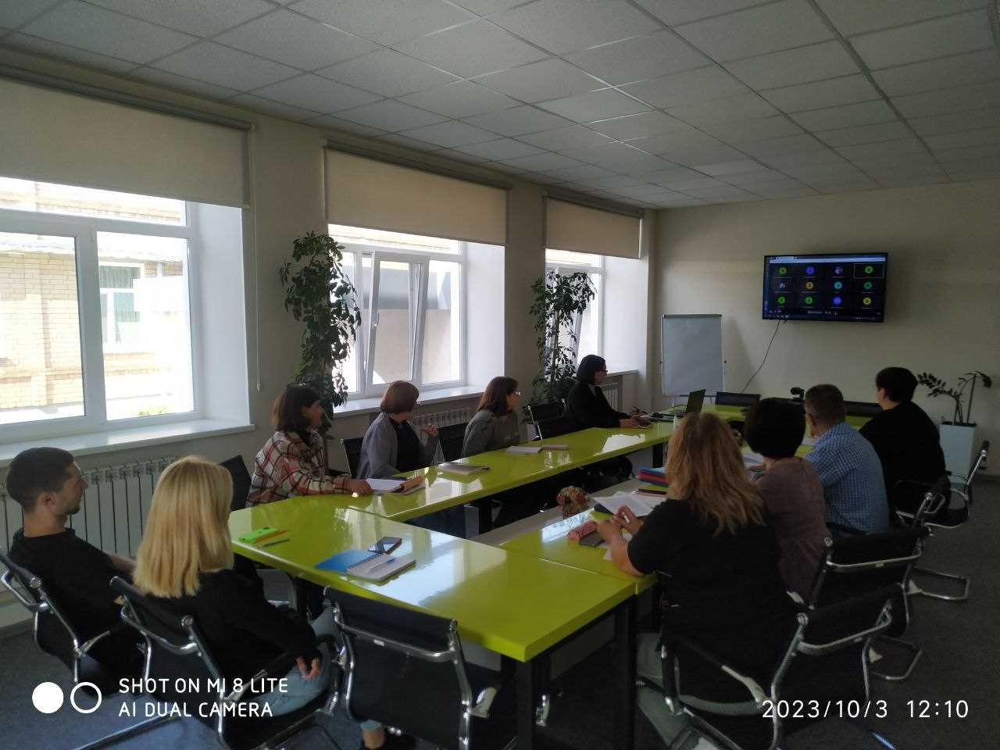 SHOT ON MI 8 LITE
AI DUAL CAMERA
2023/10/3 12:10